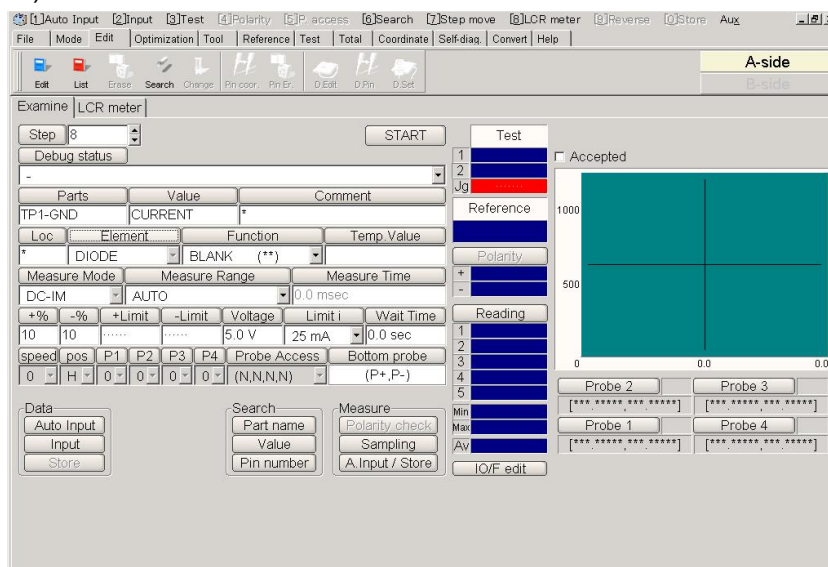 [1]Auto Input [2]Input [3]Test [4]Polarity [5]P. access [6]Search [7]Step move [8]LCR meter [9]Reverse [0]Store Aux
File Mode Edit Optimization Tool Reference Test Total Coordinate Self-diag. Convert Help
Edit List Erase Search Change Pin coor. Pin Er. D.Edit D.Pin D.Set
A-side
B-side
Examine LCR meter
Step 8 START
Debug status
-
Parts Value Comment
TP1-GND CURRENT *
Loc Element Function Temp.Value
* DIODE BLANK (**)
Measure Mode Measure Range Measure Time
DC-IM AUTO 0.0 msec
+% -% +Limit -Limit Voltage Limit i Wait Time
10 10 ...... ...... 5.0 V 25 mA 0.0 sec
speed pos P1 P2 P3 P4 Probe Access Bottom probe
0 H 0 0 0 0 (N,N,N,N) (P+,P-)
Data
Auto Input
Input
Store
Search
Part name
Value
Pin number
Measure
Polarity check
Sampling
A.Input / Store
Test
1
2
Jg .......
Reference
Polarity
+
-
Reading
1
2
3
4
5
Min
Max
Av
IO/F edit
Accepted
1000
500
0 0.0 0.0
Probe 2 Probe 3
[***.*****,***.*****] [***.*****,***.*****]
Probe 1 Probe 4
[***.*****,***.*****] [***.*****,***.*****]